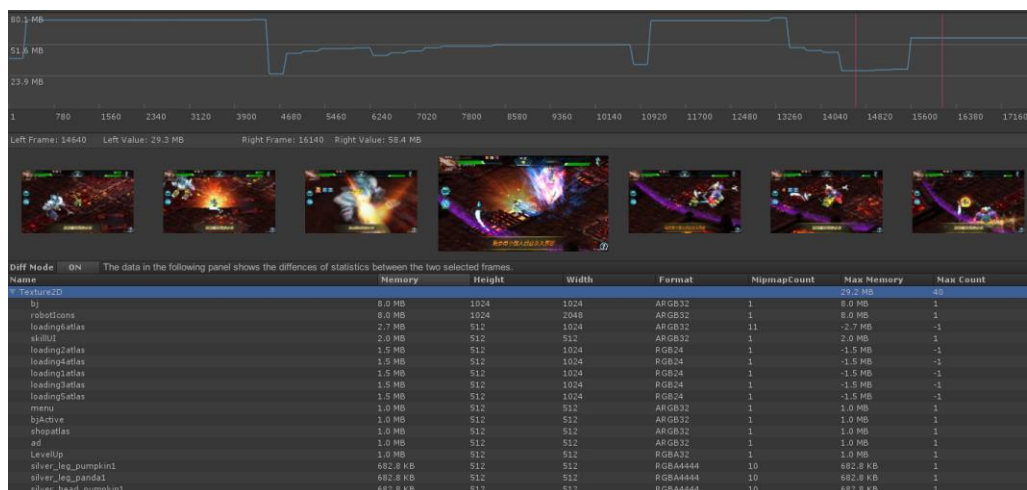 80.1 MB
51.6 MB
23.9 MB
1 780 1560 2340 3120 3900 4680 5460 6240 7020 7800 8580 9360 10140 10920 11700 12480 13260 14040 14820 15600 16380 17160
Left Frame: 14640 Left Value: 29.3 MB Right Frame: 16140 Right Value: 58.4 MB
Diff Mode ON The data in the following panel shows the diffences of statistics between the two selected frames.
Name Memory Height Width Format MipmapCount Max Memory Max Count
Texture2D 29.2 MB 40
bj 8.0 MB 1024 1024 ARGB32 1 8.0 MB 1
robotIcons 8.0 MB 1024 2048 ARGB32 1 8.0 MB 1
loading6atlas 2.7 MB 512 1024 ARGB32 11 -2.7 MB -1
skillUI 2.0 MB 512 512 ARGB32 1 2.0 MB 1
loading2atlas 1.5 MB 512 1024 RGB24 1 -1.5 MB -1
loading4atlas 1.5 MB 512 1024 RGB24 1 -1.5 MB -1
loading1atlas 1.5 MB 512 1024 RGB24 1 -1.5 MB -1
loading3atlas 1.5 MB 512 1024 RGB24 1 -1.5 MB -1
loading5atlas 1.5 MB 512 1024 RGB24 1 -1.5 MB -1
menu 1.0 MB 512 512 ARGB32 1 1.0 MB 1
bjActive 1.0 MB 512 512 ARGB32 1 1.0 MB 1
shopatlas 1.0 MB 512 512 ARGB32 1 1.0 MB 1
ad 1.0 MB 512 512 ARGB32 1 1.0 MB 1
LevelUp 1.0 MB 512 512 RGBA32 1 1.0 MB 1
silver_leg_pumpkin1 682.8 KB 512 512 RGBA4444 10 682.8 KB 1
silver_leg_panda1 682.8 KB 512 512 RGBA4444 10 682.8 KB 1
silver_head_pumpkin1 682.8 KB 512 512 RGBA4444 10 682.8 KB 1